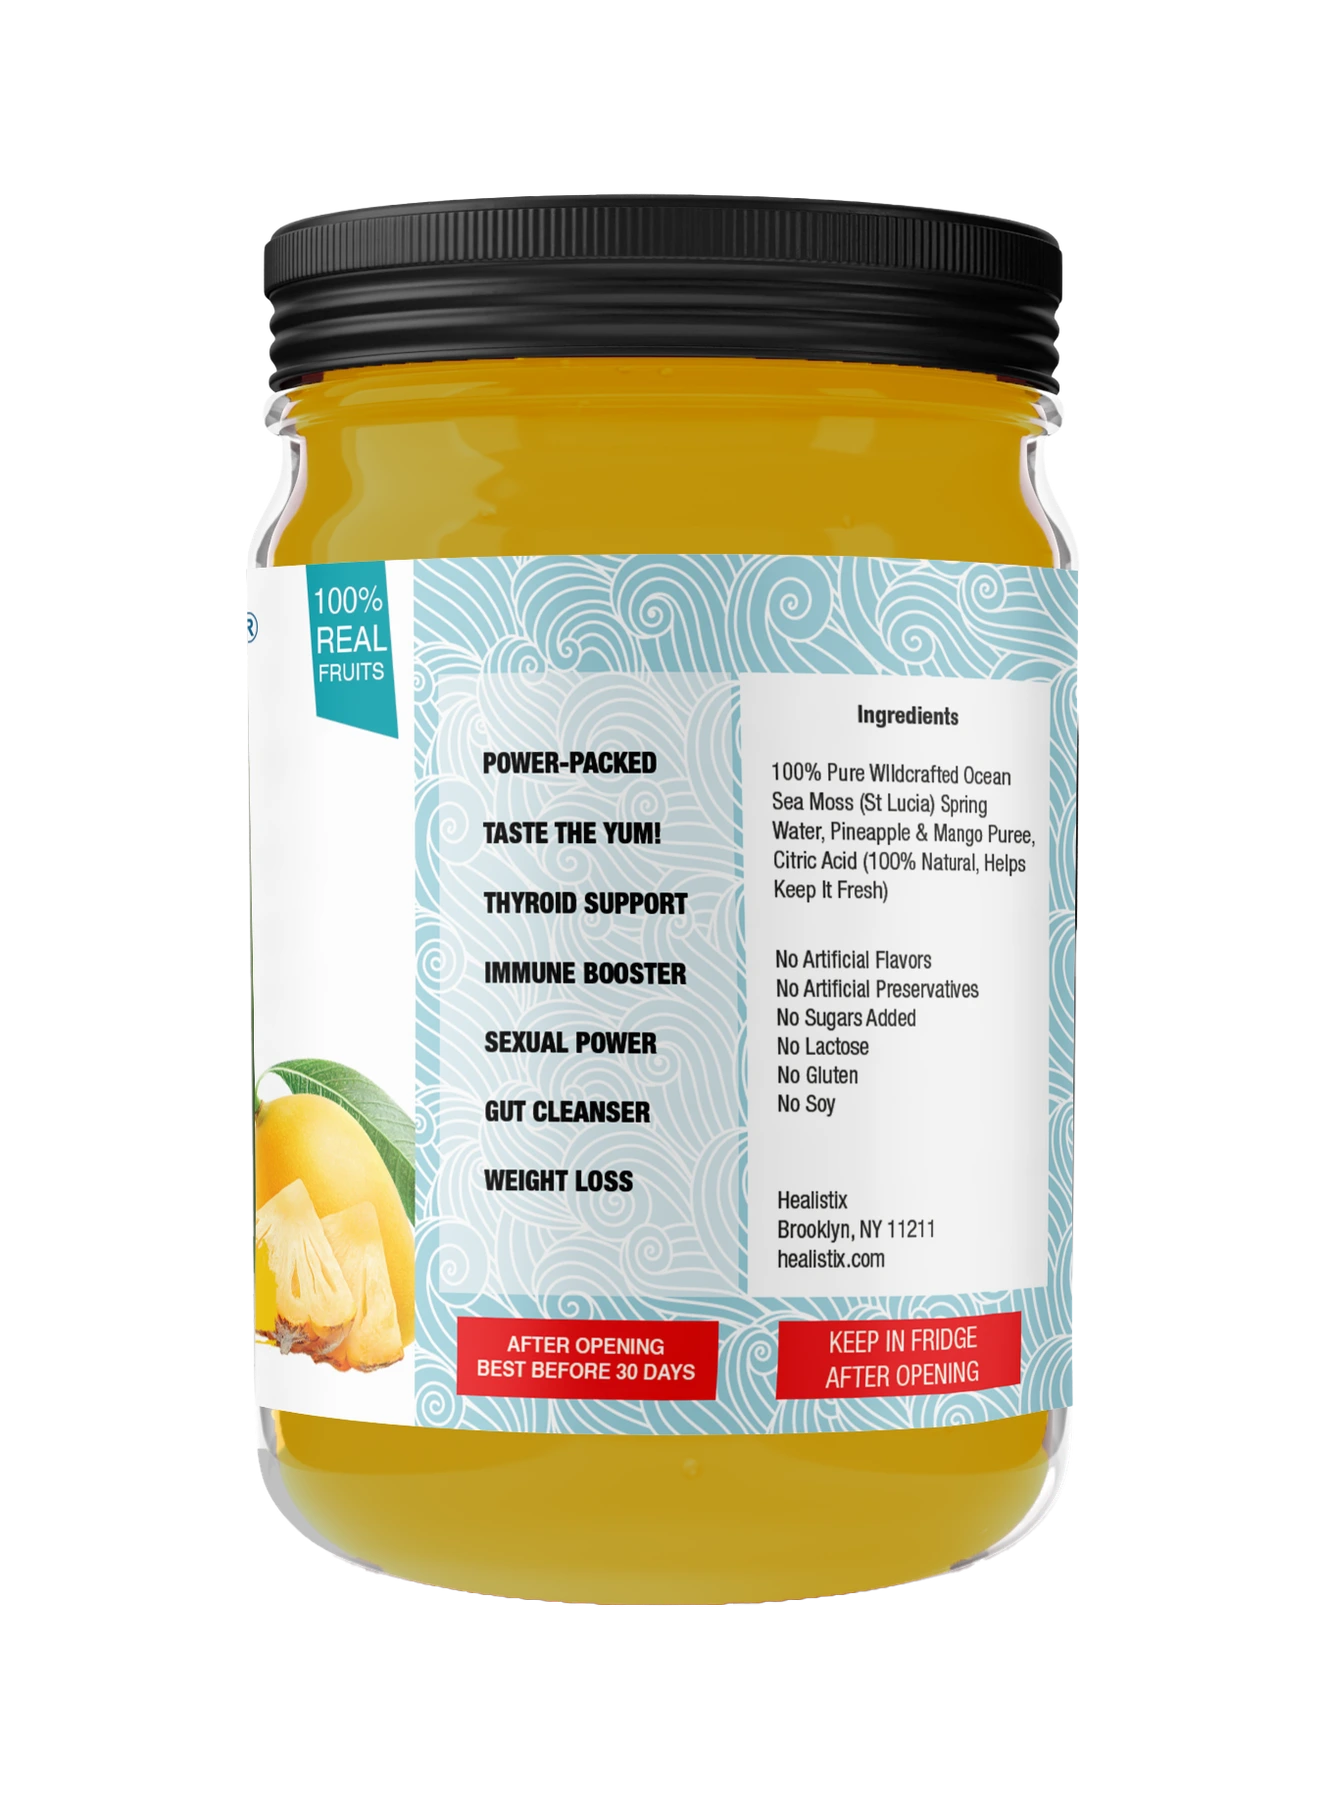 ®
100%
REAL
FRUITS
POWER-PACKED
TASTE THE YUM!
THYROID SUPPORT
IMMUNE BOOSTER
SEXUAL POWER
GUT CLEANSER
WEIGHT LOSS
AFTER OPENING
BEST BEFORE 30 DAYS
Ingredients
100% Pure WIldcrafted Ocean
Sea Moss (St Lucia) Spring
Water, Pineapple & Mango Puree,
Citric Acid (100% Natural, Helps
Keep It Fresh)
No Artificial Flavors
No Artificial Preservatives
No Sugars Added
No Lactose
No Gluten
No Soy
Healistix
Brooklyn, NY 11211
healistix.com
KEEP IN FRIDGE
AFTER OPENING